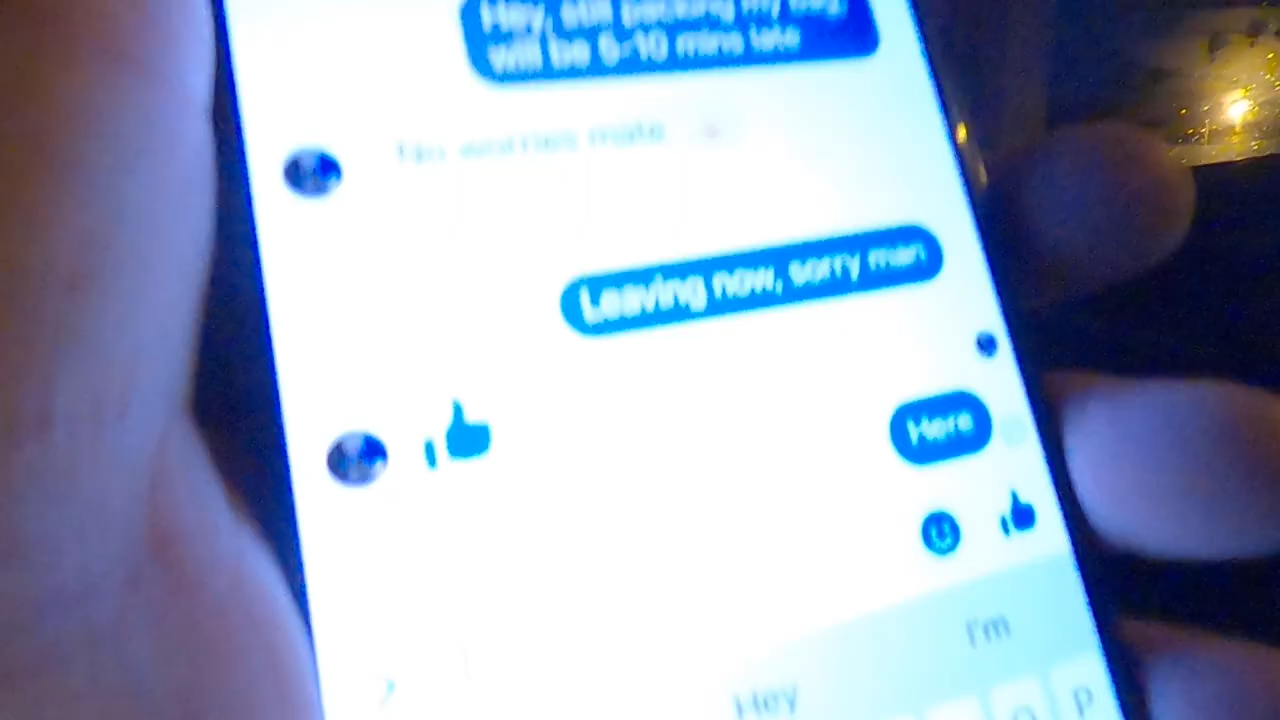 Hey, still packing my bag
will be 5-10 mins late
No worries mate
Leaving now, sorry man
Here
I'm
Hey
O P